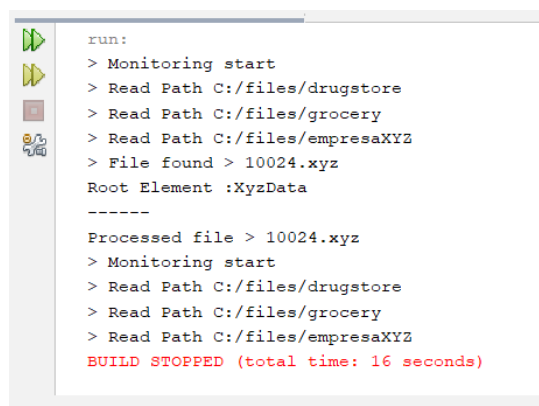 run:
> Monitoring start
> Read Path C:/files/drugstore
> Read Path C:/files/grocery
> Read Path C:/files/empresaXYZ
> File found > 10024.xyz
Root Element :XyzData
------
Processed file > 10024.xyz
> Monitoring start
> Read Path C:/files/drugstore
> Read Path C:/files/grocery
> Read Path C:/files/empresaXYZ
BUILD STOPPED (total time: 16 seconds)